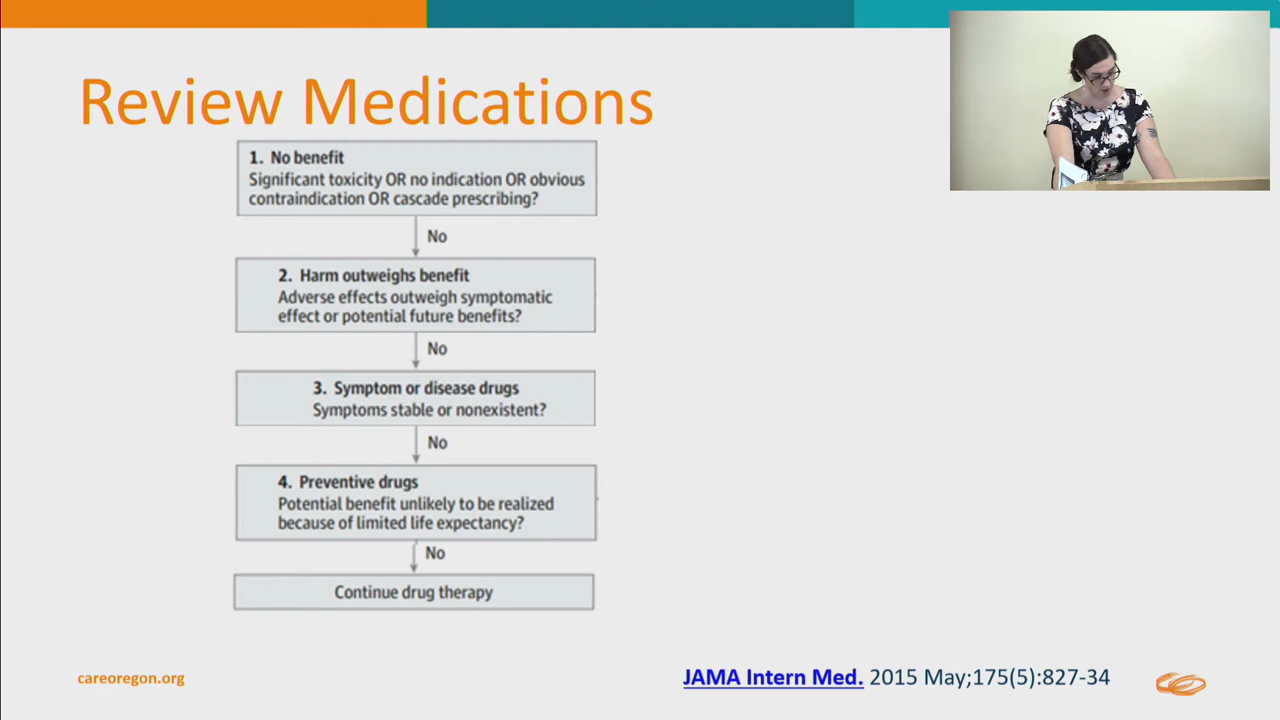 Review Medications
1. No benefit
Significant toxicity OR no indication OR obvious
contraindication OR cascade prescribing?
No
2. Harm outweighs benefit
Adverse effects outweigh symptomatic
effect or potential future benefits?
No
3. Symptom or disease drugs
Symptoms stable or nonexistent?
No
4. Preventive drugs
Potential benefit unlikely to be realized
because of limited life expectancy?
No
Continue drug therapy
careoregon.org
JAMA Intern Med. 2015 May;175(5):827-34